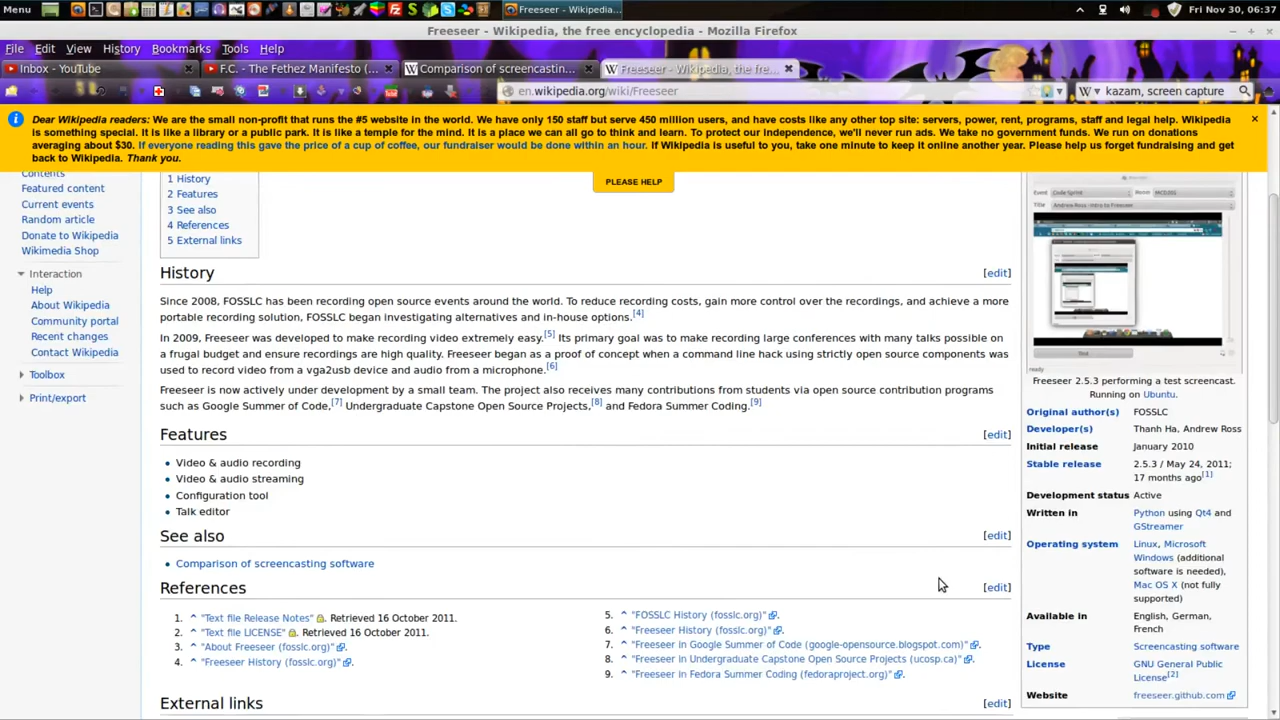 Menu
Freeseer - Wikipedia...
Fri Nov 30, 06:37
Freeseer - Wikipedia, the free encyclopedia - Mozilla Firefox
File Edit View History Bookmarks Tools Help
Inbox - YouTube
F.C. - The Fethez Manifesto (...
Comparison of screencastin...
Freeseer - Wikipedia, the fre...
en.wikipedia.org/wiki/Freeseer
kazam, screen capture
Dear Wikipedia readers: We are the small non-profit that runs the #5 website in the world. We have only 150 staff but serve 450 million users, and have costs like any other top site: servers, power, rent, programs, staff and legal help. Wikipedia
is something special. It is like a library or a public park. It is like a temple for the mind. It is a place we can all go to think and learn. To protect our independence, we'll never run ads. We take no government funds. We run on donations
averaging about $30. If everyone reading this gave the price of a cup of coffee, our fundraiser would be done within an hour. If Wikipedia is useful to you, take one minute to keep it online another year. Please help us forget fundraising and get
back to Wikipedia. Thank you.
PLEASE HELP
Contents
Featured content
Current events
Random article
Donate to Wikipedia
Wikimedia Shop
Interaction
Help
About Wikipedia
Community portal
Recent changes
Contact Wikipedia
Toolbox
Print/export
1 History
2 Features
3 See also
4 References
5 External links
History [edit]
Since 2008, FOSSLC has been recording open source events around the world. To reduce recording costs, gain more control over the recordings, and achieve a more
portable recording solution, FOSSLC began investigating alternatives and in-house options.[4]
In 2009, Freeseer was developed to make recording video extremely easy.[5] Its primary goal was to make recording large conferences with many talks possible on
a frugal budget and ensure recordings are high quality. Freeseer began as a proof of concept when a command line hack using strictly open source components was
used to record video from a vga2usb device and audio from a microphone.[6]
Freeseer is now actively under development by a small team. The project also receives many contributions from students via open source contribution programs
such as Google Summer of Code,[7] Undergraduate Capstone Open Source Projects,[8] and Fedora Summer Coding.[9]
Features [edit]
Video & audio recording
Video & audio streaming
Configuration tool
Talk editor
See also [edit]
Comparison of screencasting software
References [edit]
1. ^ "Text file Release Notes". Retrieved 16 October 2011.
2. ^ "Text file LICENSE". Retrieved 16 October 2011.
3. ^ "About Freeseer (fosslc.org)".
4. ^ "Freeseer History (fosslc.org)".
5. ^ "FOSSLC History (fosslc.org)".
6. ^ "Freeseer History (fosslc.org)".
7. ^ "Freeseer in Google Summer of Code (google-opensource.blogspot.com)".
8. ^ "Freeseer in Undergraduate Capstone Open Source Projects (ucosp.ca)".
9. ^ "Freeseer in Fedora Summer Coding (fedoraproject.org)".
External links [edit]
Event Code Sprint Room
Title Andrew Ross - Intro to Freeseer
ready
Freeseer 2.5.3 performing a test screencast.
Running on Ubuntu.
Original author(s) FOSSLC
Developer(s) Thanh Ha, Andrew Ross
Initial release January 2010
Stable release 2.5.3 / May 24, 2011;
17 months ago[1]
Development status Active
Written in Python using Qt4 and
GStreamer
Operating system Linux, Microsoft
Windows (additional
software is needed),
Mac OS X (not fully
supported)
Available in English, German,
French
Type Screencasting software
License GNU General Public
License[2]
Website freeseer.github.com